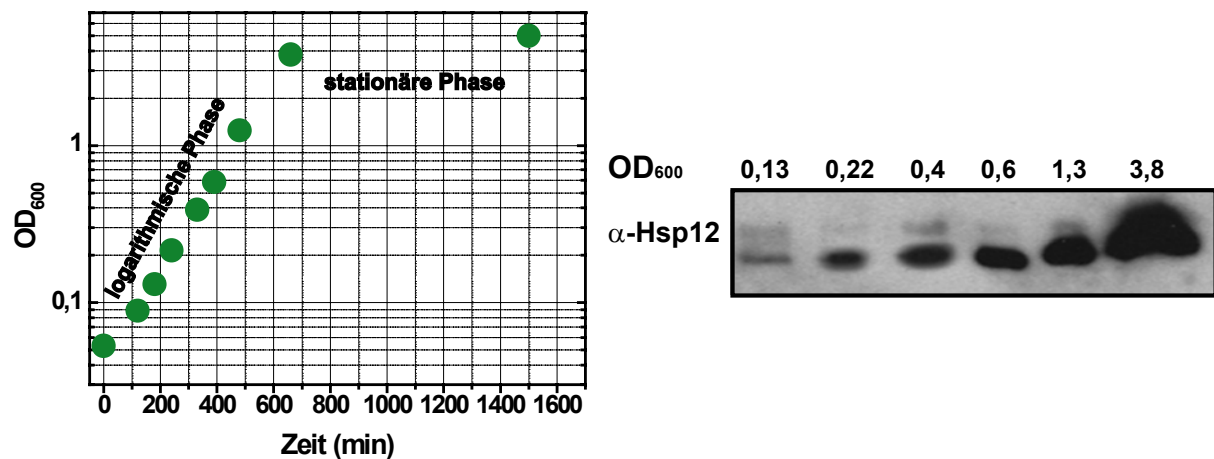 1
0,1
OD600
logarithmische Phase
stationäre Phase
0 200 400 600 800 1000 1200 1400 1600
Zeit (min)
OD600 0,13 0,22 0,4 0,6 1,3 3,8
α-Hsp12